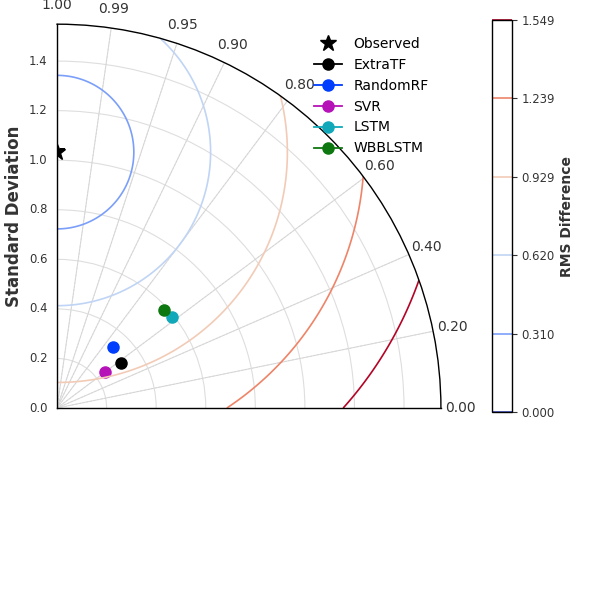 1.00
0.99
0.95
0.90
0.80
0.60
0.40
0.20
0.00
Standard Deviation
1.4
1.2
1.0
0.8
0.6
0.4
0.2
0.0
Observed
ExtraTF
RandomRF
SVR
LSTM
WBBLSTM
1.549
1.239
0.929
0.620
0.310
0.000
RMS Difference